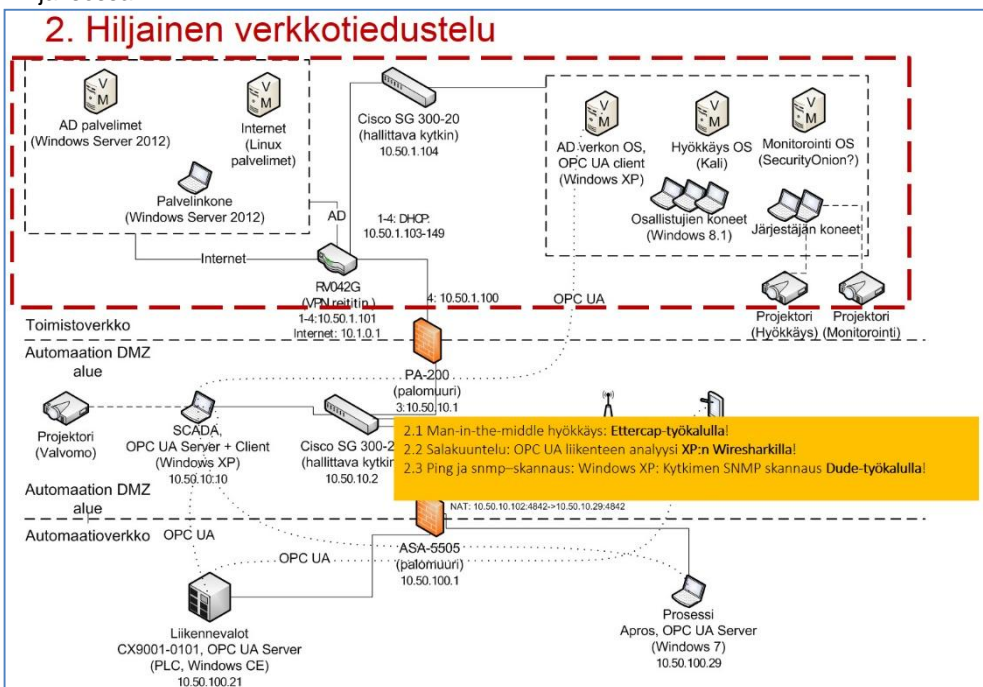 2. Hiljainen verkkotiedustelu
V
M
AD palvelimet
(Windows Server 2012)
Internet
(Linux
palvelimet)
Palvelinkone
(Windows Server 2012)
Cisco SG 300-20
(hallittava kytkin)
10.50.1.104
V
M
AD verkon OS,
OPC UA client
(Windows XP)
V
M
Hyökkäys OS
(Kali)
V
M
Monitorointi OS
(SecurityOnion?)
Osallistujien koneet
(Windows 8.1)
Järjestäjän koneet
AD
1-4: DHCP:
10.50.1.103-149
Internet
RV042G
(VPN reititin)
1-4:10.50.1.101
Internet: 10.1.0.1
4: 10.50.1.100
OPC UA
Projektori
(Hyökkäys)
Projektori
(Monitorointi)
Toimistoverkko
Automaation DMZ
alue
PA-200
(palomuuri)
3:10.50.10.1
Projektori
(Valvomo)
SCADA,
OPC UA Server + Client
(Windows XP)
10.50.10.10
Cisco SG 300-2
(hallittava kytkin
10.50.10.2
2.1 Man-in-the-middle hyökkäys: Ettercap-työkalulla!
2.2 Salakuuntelu: OPC UA liikenteen analyysi XP:n Wiresharkilla!
2.3 Ping ja snmp–skannaus: Windows XP: Kytkimen SNMP skannaus Dude-työkalulla!
Automaation DMZ
alue
NAT: 10.50.10.102:4842->10.50.10.29:4842
Automaatioverkko
OPC UA
OPC UA
ASA-5505
(palomuuri)
10.50.100.1
Liikennevalot
CX9001-0101, OPC UA Server
(PLC, Windows CE)
10.50.100.21
Prosessi
Apros, OPC UA Server
(Windows 7)
10.50.100.29